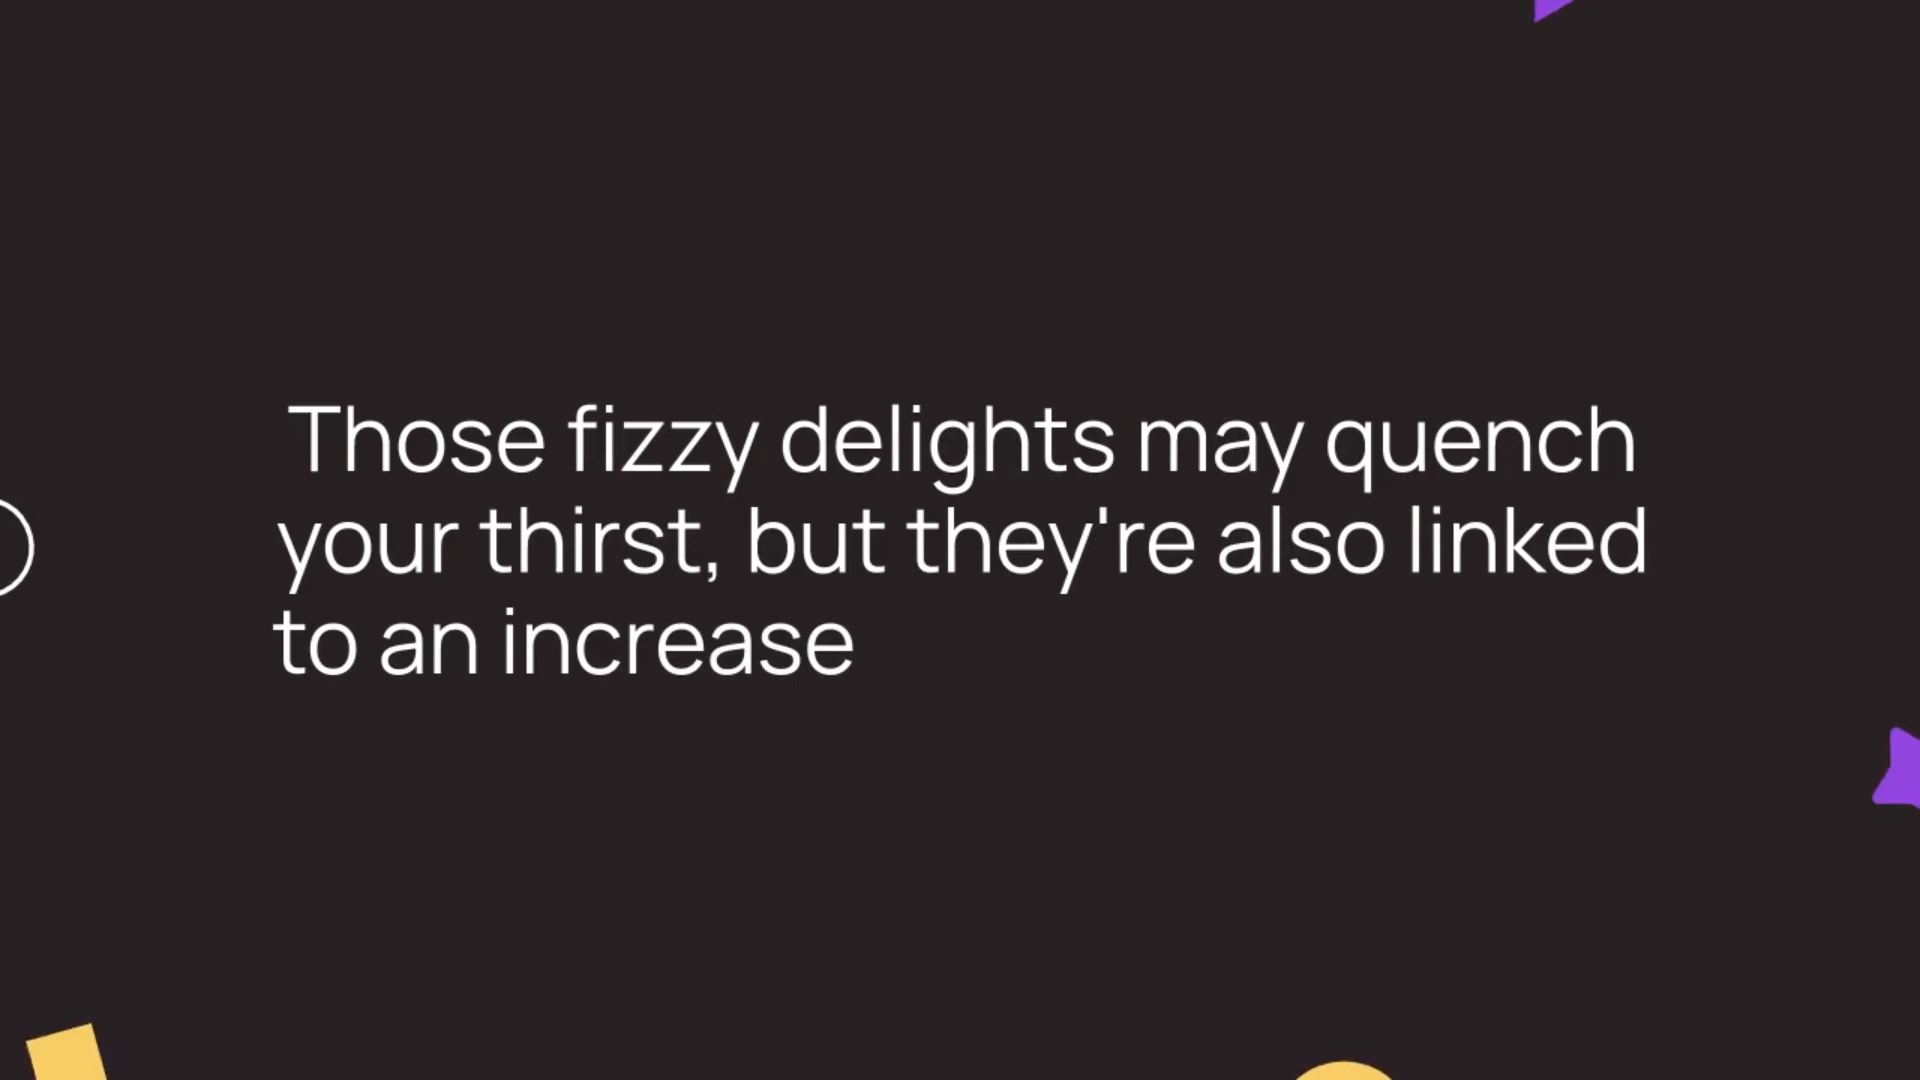 Those fizzy delights may quench
your thirst, but they're also linked
to an increase